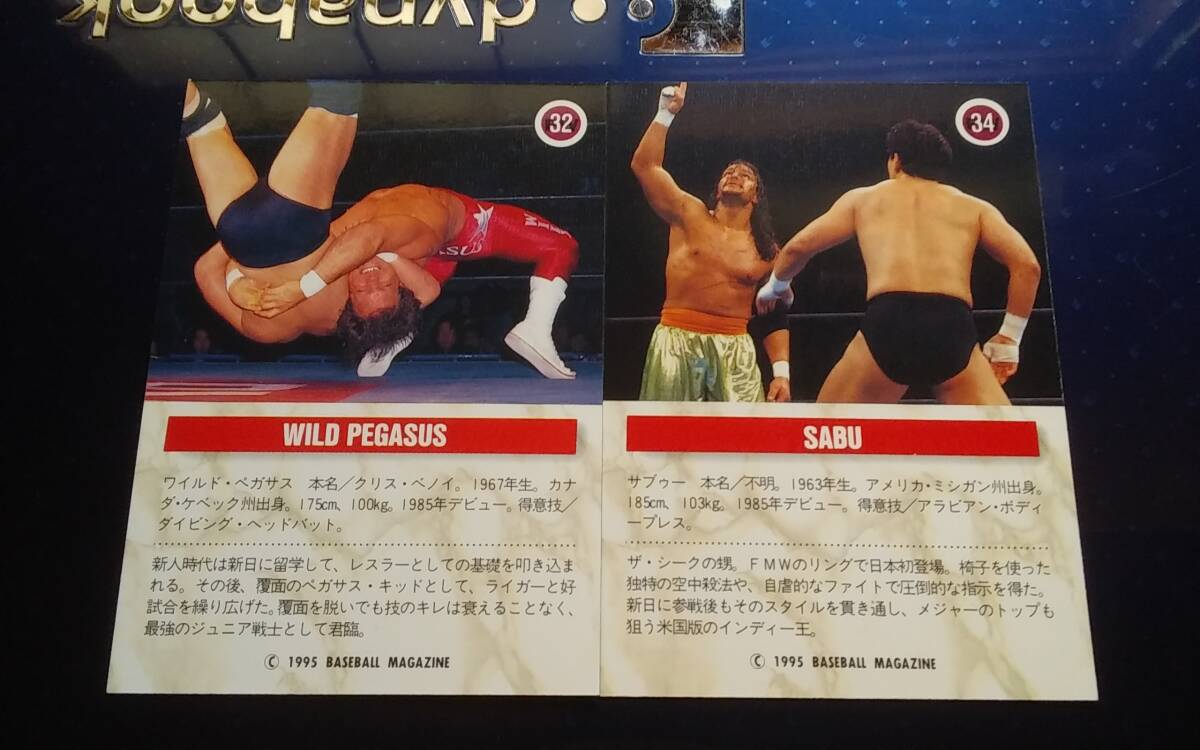 dynabook
32
WILD PEGASUS
ワイルド・ペガサス 本名／クリス・ベノイ。1967年生。カナ
ダ・ケベック州出身。175cm、100kg。1985年デビュー。得意技／
ダイビング・ヘッドバット。
新人時代は新日に留学して、レスラーとしての基礎を叩き込ま
れる。その後、覆面のペガサス・キッドとして、ライガーと好
試合を繰り広げた。覆面を脱いでも技のキレは衰えることなく、
最強のジュニア戦士として君臨。
© 1995 BASEBALL MAGAZINE
34
SABU
サブゥー 本名／不明。1963年生。アメリカ・ミシガン州出身。
185cm、103kg。1985年デビュー。得意技／アラビアン・ボディ
ープレス。
ザ・シークの甥。ＦＭＷのリングで日本初登場。椅子を使った
独特の空中殺法や、自虐的なファイトで圧倒的な指示を得た。
新日に参戦後もそのスタイルを貫き通し、メジャーのトップも
狙う米国版のインディー王。
© 1995 BASEBALL MAGAZINE